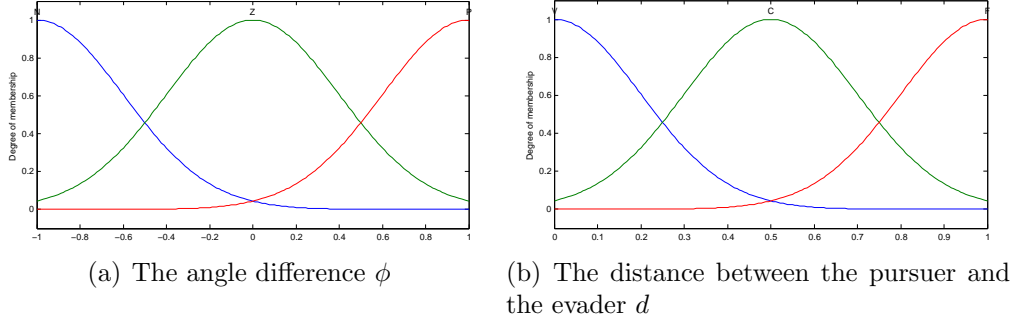 N Z P
1
0.8
0.6
0.4
0.2
0
Degree of membership
−1 −0.8 −0.6 −0.4 −0.2 0 0.2 0.4 0.6 0.8 1
(a) The angle difference ϕ
V C F
1
0.8
0.6
0.4
0.2
0
Degree of membership
0 0.1 0.2 0.3 0.4 0.5 0.6 0.7 0.8 0.9 1
(b) The distance between the pursuer and
the evader d